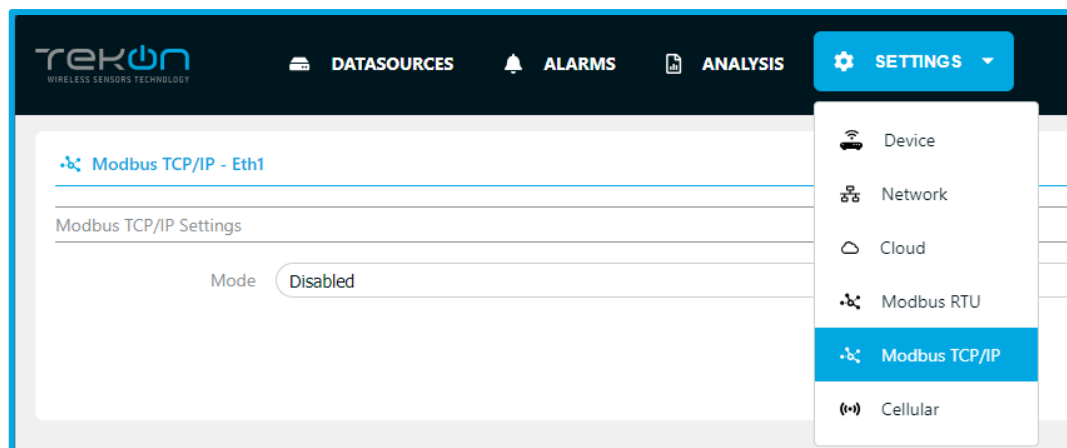 TEKON
WIRELESS SENSORS TECHNOLOGY
DATASOURCES
ALARMS
ANALYSIS
SETTINGS
Device
Network
Cloud
Modbus RTU
Modbus TCP/IP
Cellular
Modbus TCP/IP - Eth1
Modbus TCP/IP Settings
Mode
Disabled